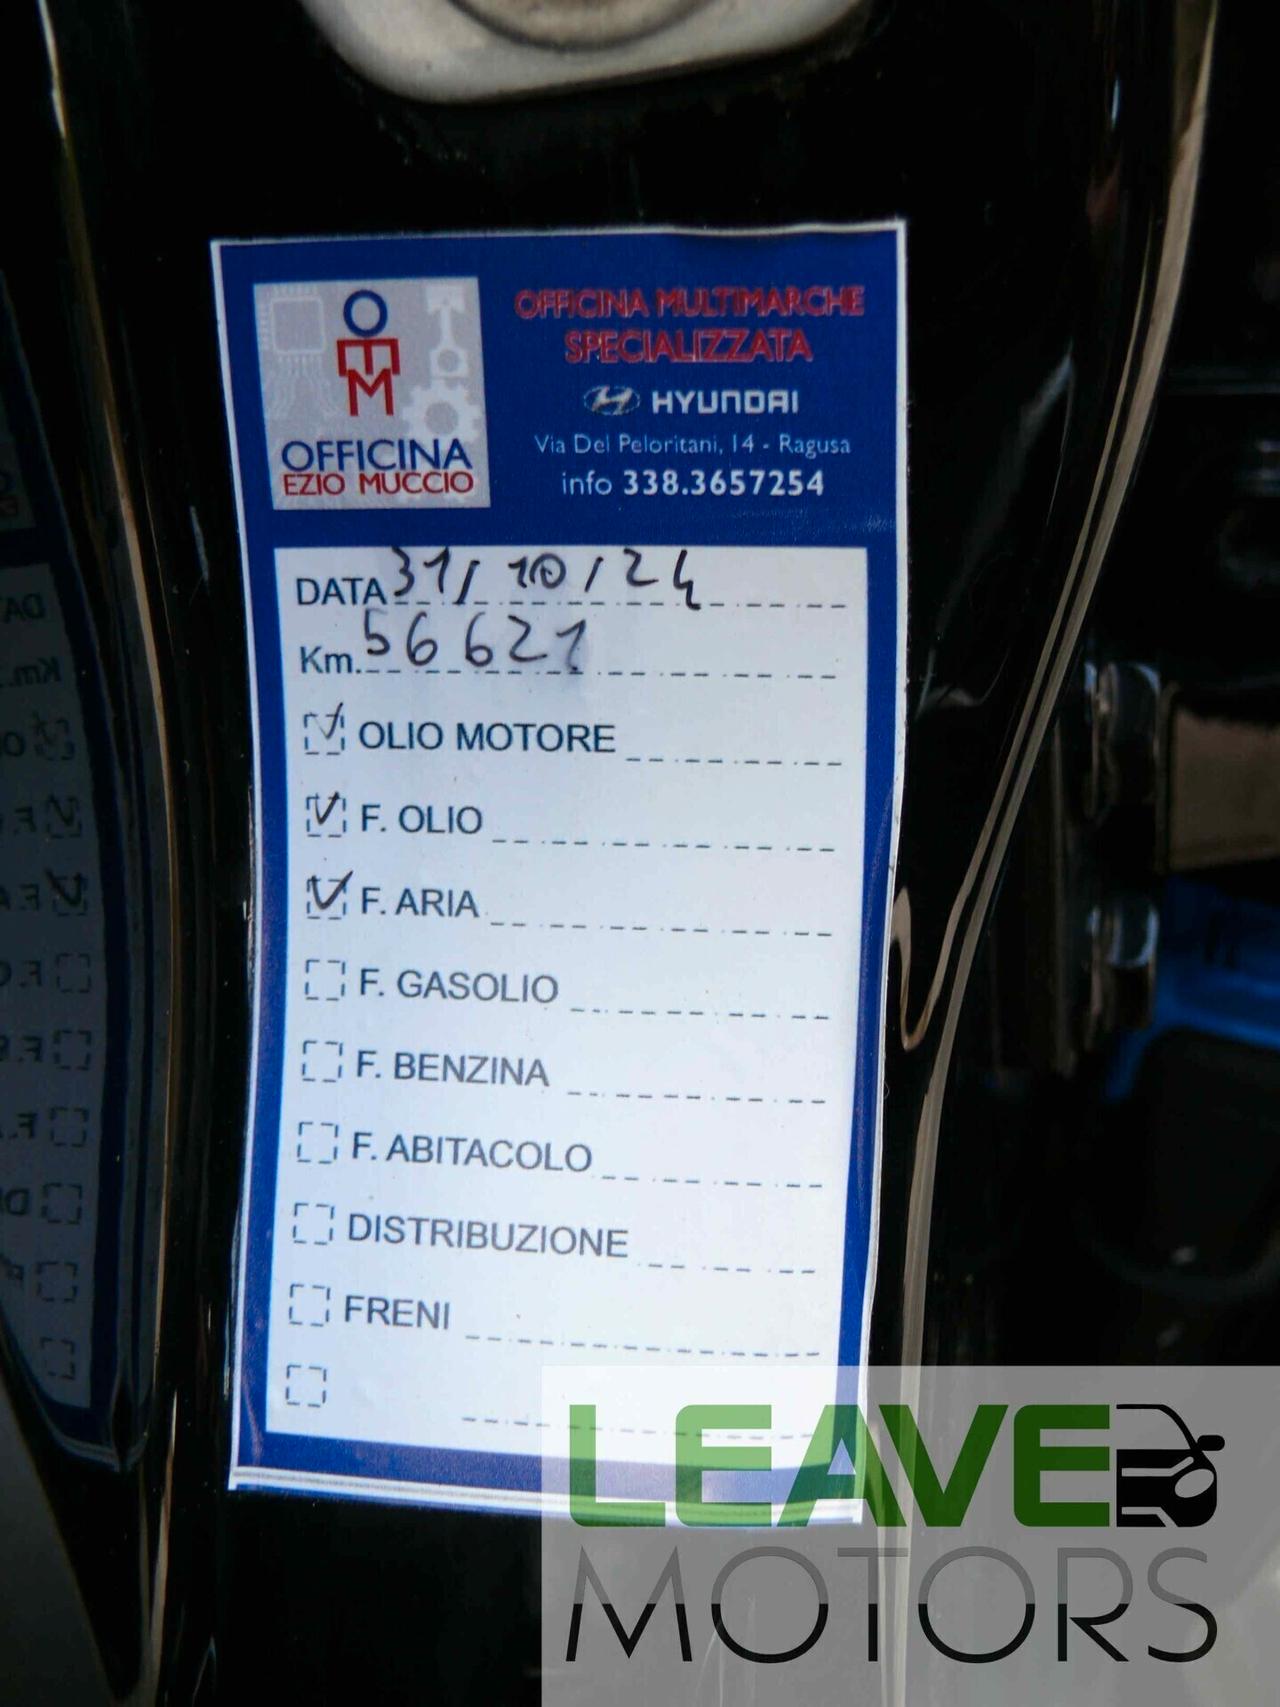 OEM
OFFICINA
EZIO MUCCIO
OFFICINA MULTIMARCHE
SPECIALIZZATA
HYUNDAI
Via Del Peloritani, 14 - Ragusa
info 338.3657254
DATA 31/10/24
Km. 56621
OLIO MOTORE
F. OLIO
F. ARIA
F. GASOLIO
F. BENZINA
F. ABITACOLO
DISTRIBUZIONE
FRENI
LEAVE
MOTORS